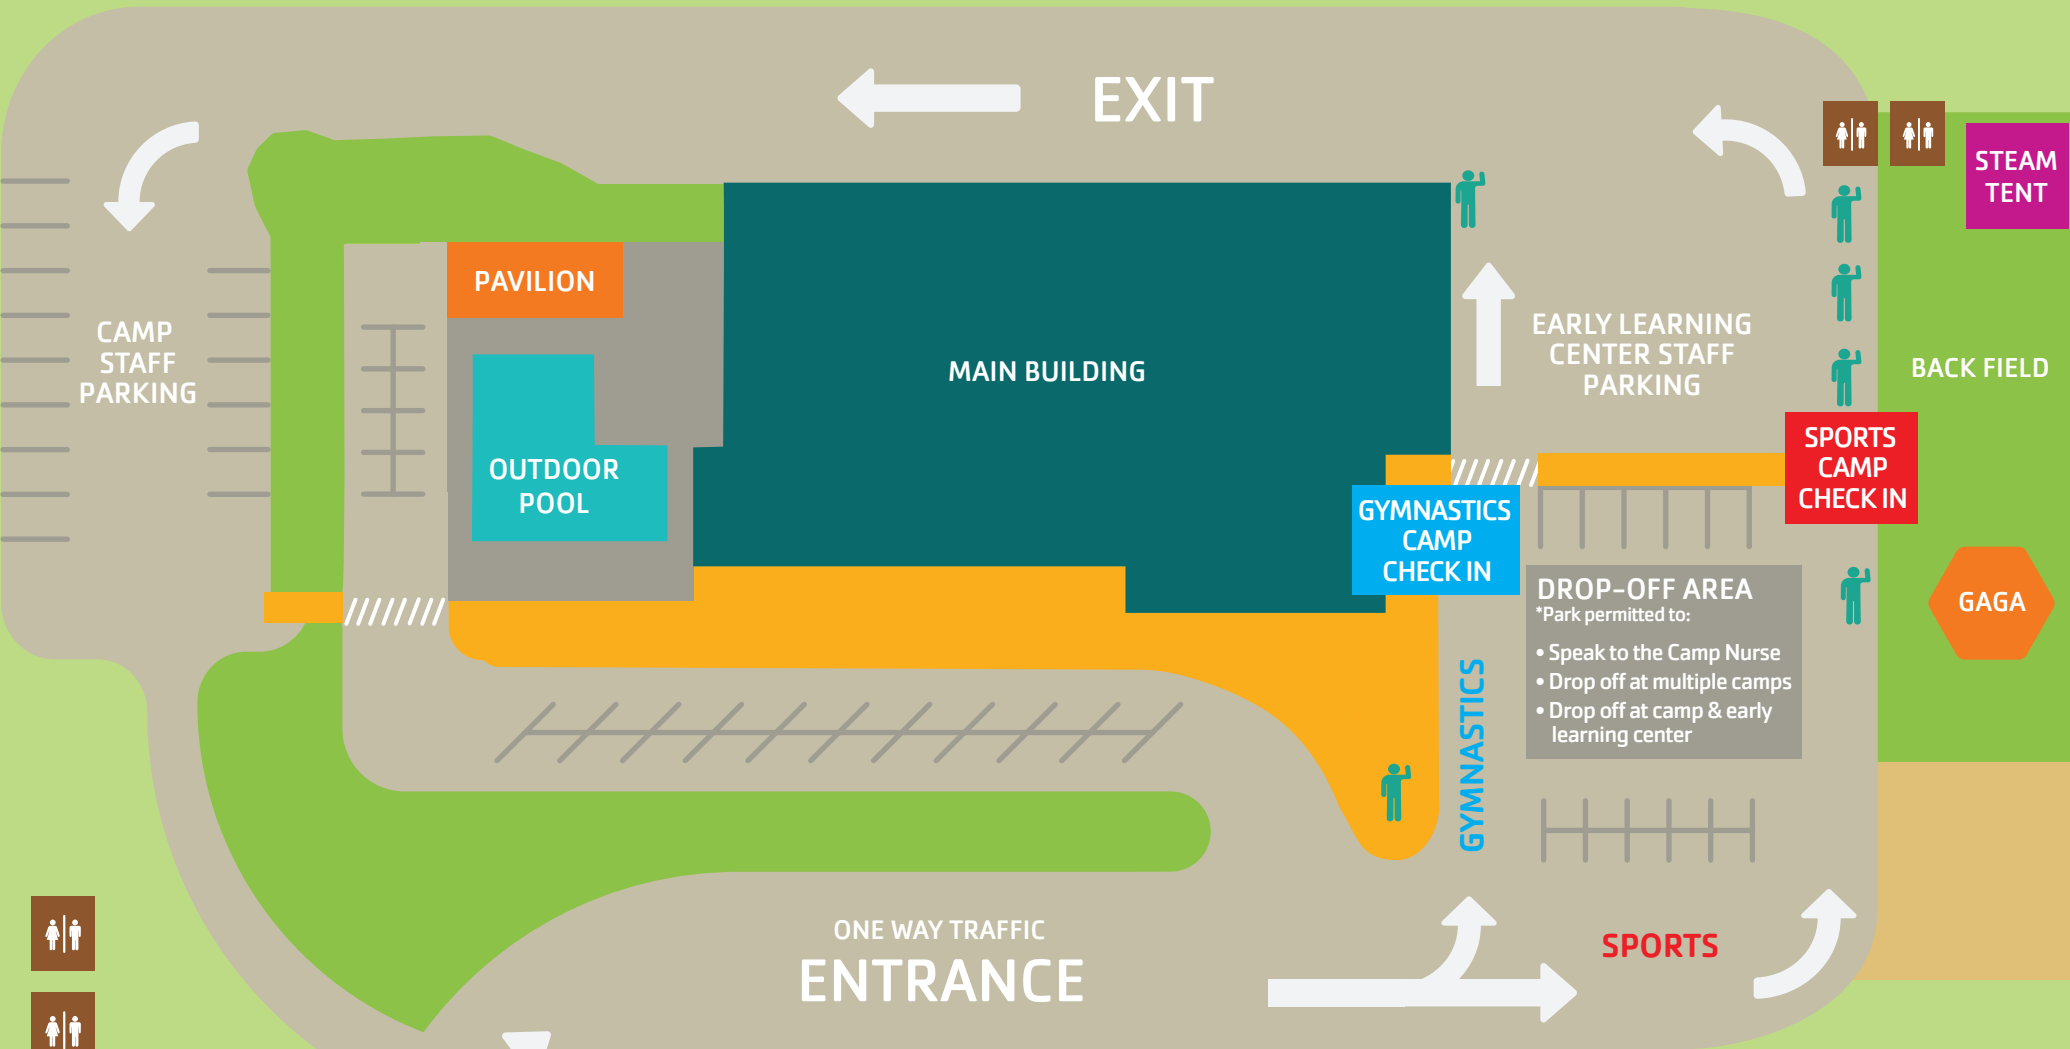 EXIT
STEAM
TENT
PAVILION
CAMP
STAFF
PARKING
MAIN BUILDING
EARLY LEARNING
CENTER STAFF
PARKING
BACK FIELD
OUTDOOR
POOL
SPORTS
CAMP
CHECK IN
GYMNASTICS
CAMP
CHECK IN
DROP-OFF AREA
*Park permitted to:
• Speak to the Camp Nurse
• Drop off at multiple camps
• Drop off at camp & early
learning center
GAGA
GYMNASTICS
ONE WAY TRAFFIC
ENTRANCE
SPORTS